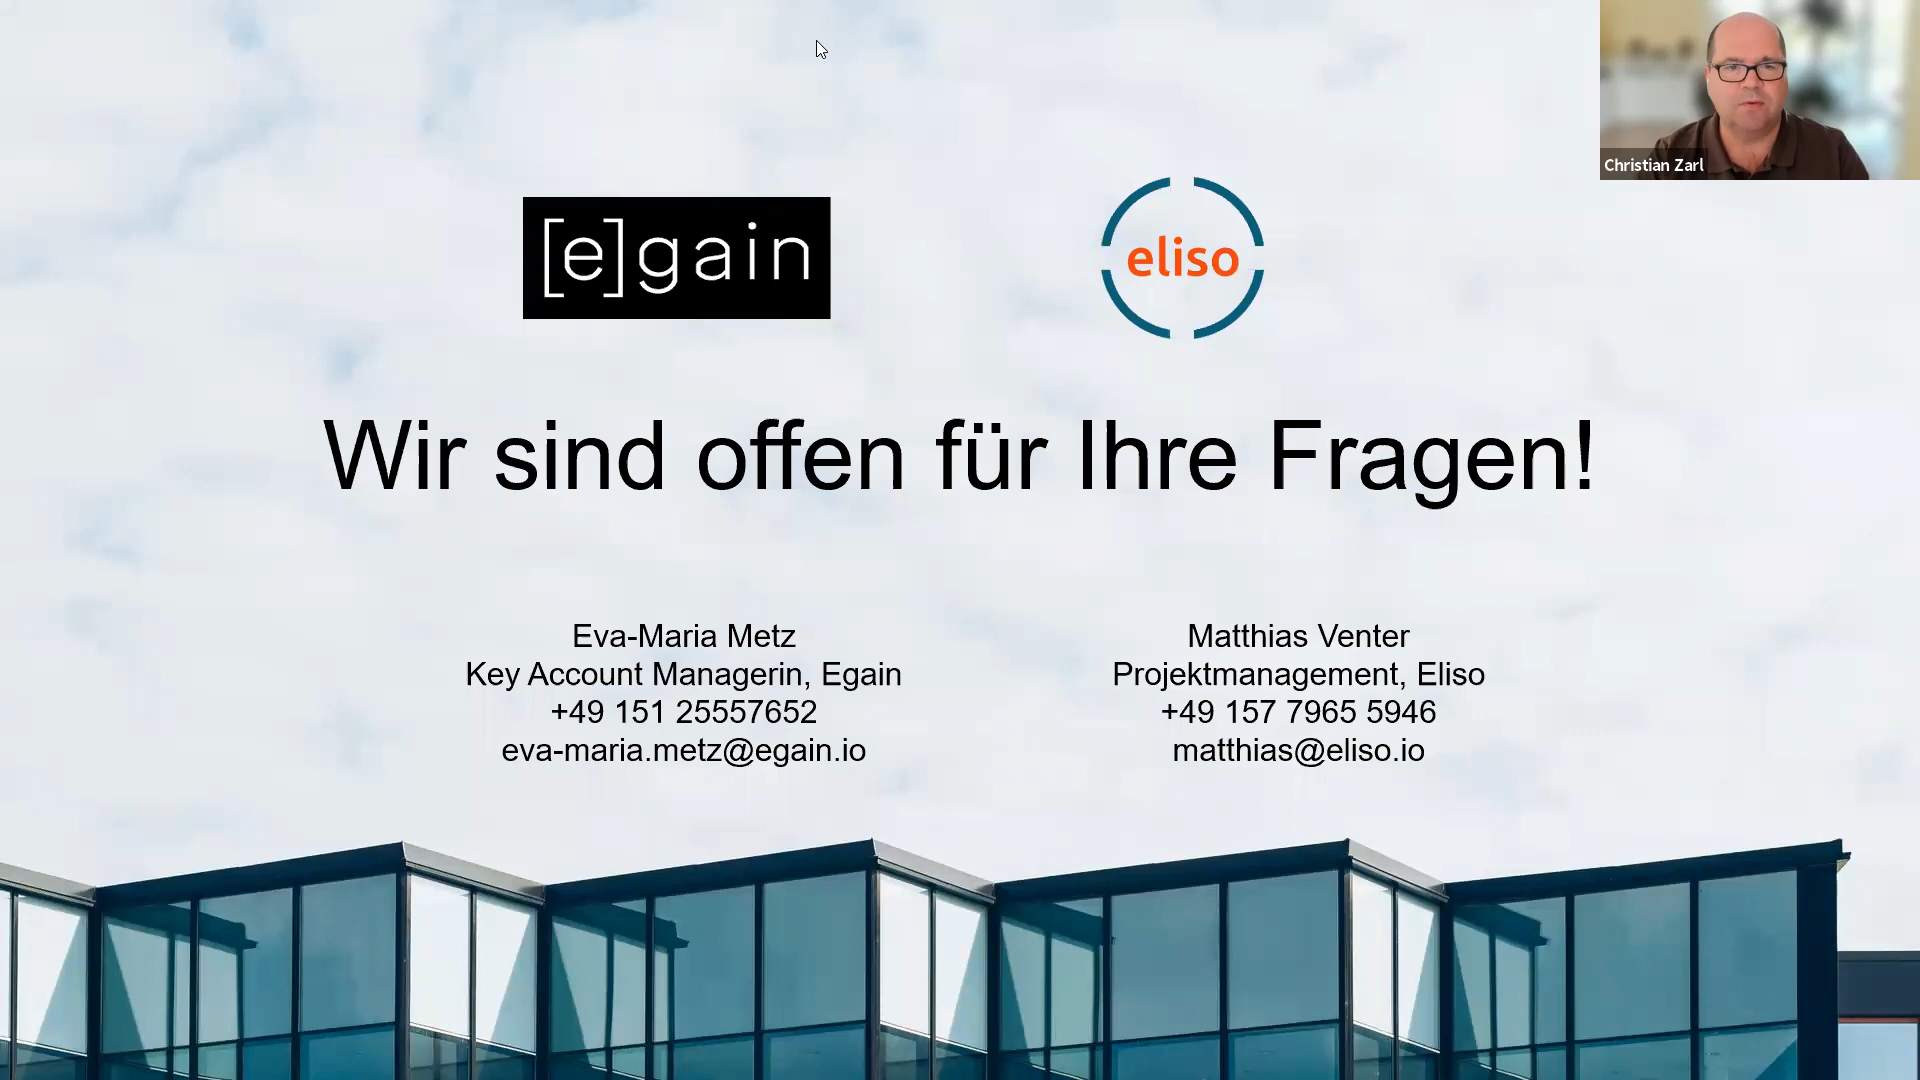 Christian Zarl
[e]gain
eliso
Wir sind offen für Ihre Fragen!
Eva-Maria Metz
Key Account Managerin, Egain
+49 151 25557652
eva-maria.metz@egain.io
Matthias Venter
Projektmanagement, Eliso
+49 157 7965 5946
matthias@eliso.io